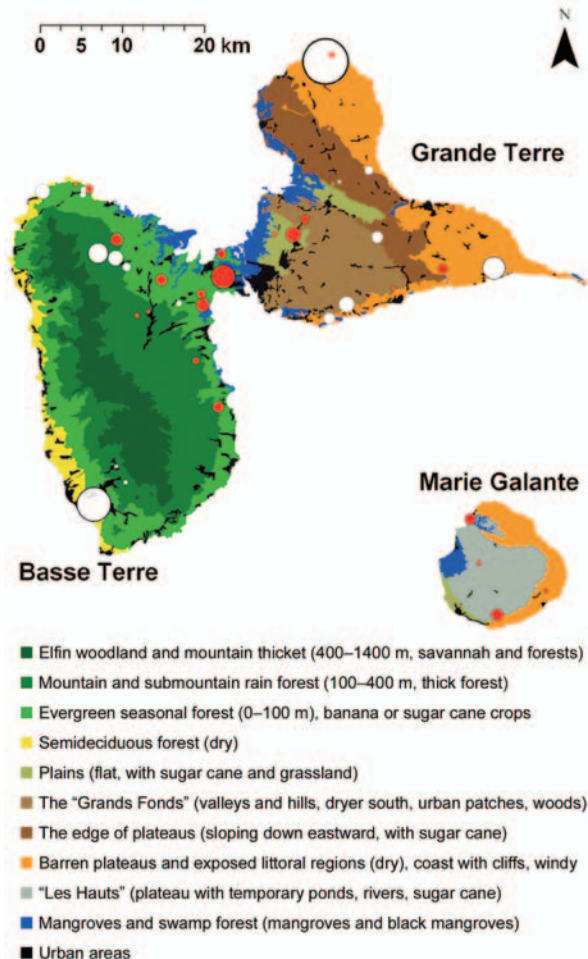 0 5 10 20 km
N
Grande Terre
Marie Galante
Basse Terre
Elfin woodland and mountain thicket (400–1400 m, savannah and forests)
Mountain and submountain rain forest (100–400 m, thick forest)
Evergreen seasonal forest (0–100 m), banana or sugar cane crops
Semideciduous forest (dry)
Plains (flat, with sugar cane and grassland)
The "Grands Fonds" (valleys and hills, dryer south, urban patches, woods)
The edge of plateaus (sloping down eastward, with sugar cane)
Barren plateaus and exposed littoral regions (dry), coast with cliffs, windy
"Les Hauts" (plateau with temporary ponds, rivers, sugar cane)
Mangroves and swamp forest (mangroves and black mangroves)
Urban areas